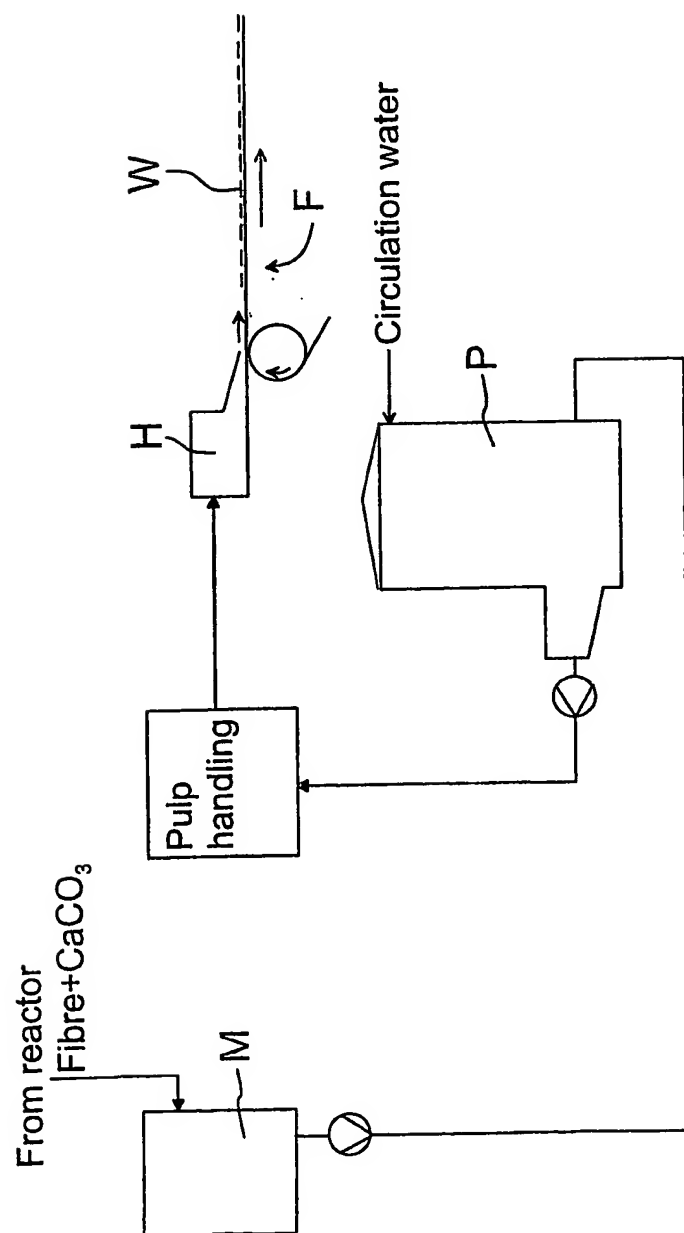 From reactor
Fibre+CaCO₃
M
Pulp
handling
H
W
F
Circulation water
P